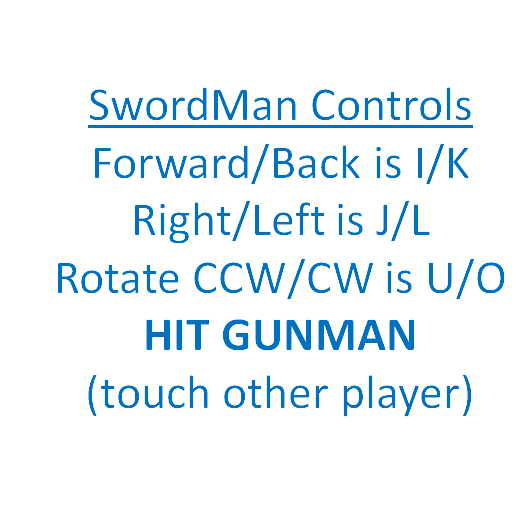 SwordMan Controls
Forward/Back is I/K
Right/Left is J/L
Rotate CCW/CW is U/O
HIT GUNMAN
(touch other player)